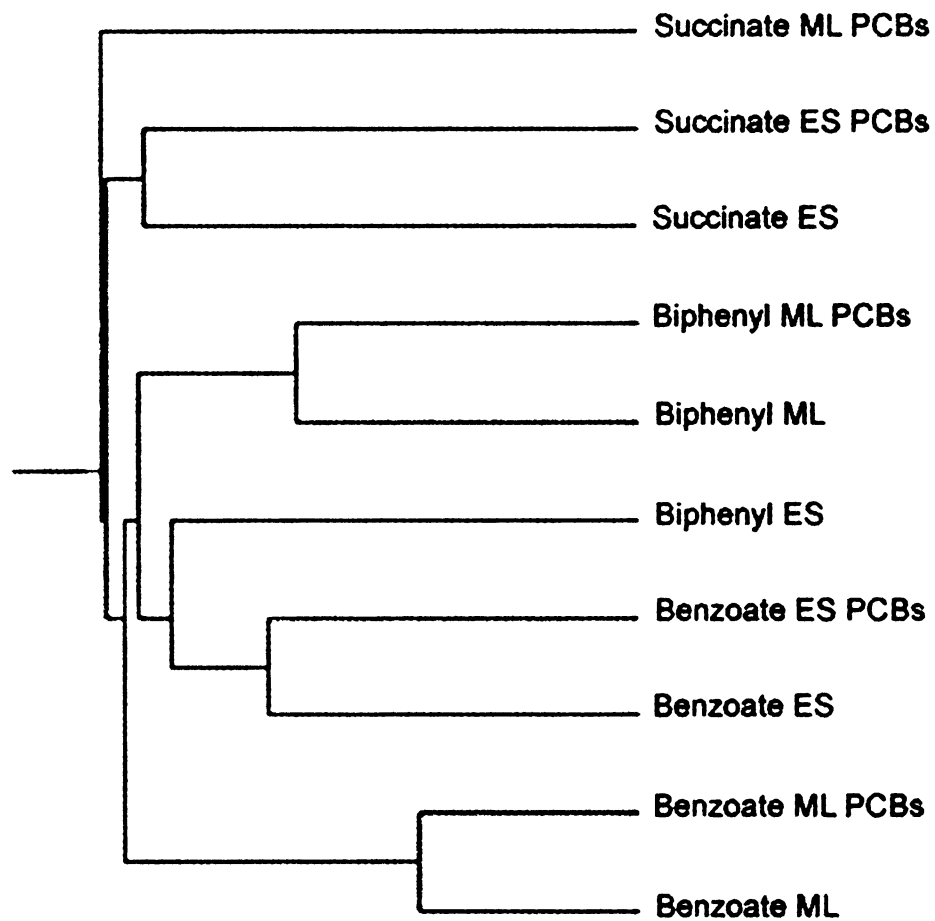 Succinate ML PCBs
Succinate ES PCBs
Succinate ES
Biphenyl ML PCBs
Biphenyl ML
Biphenyl ES
Benzoate ES PCBs
Benzoate ES
Benzoate ML PCBs
Benzoate ML